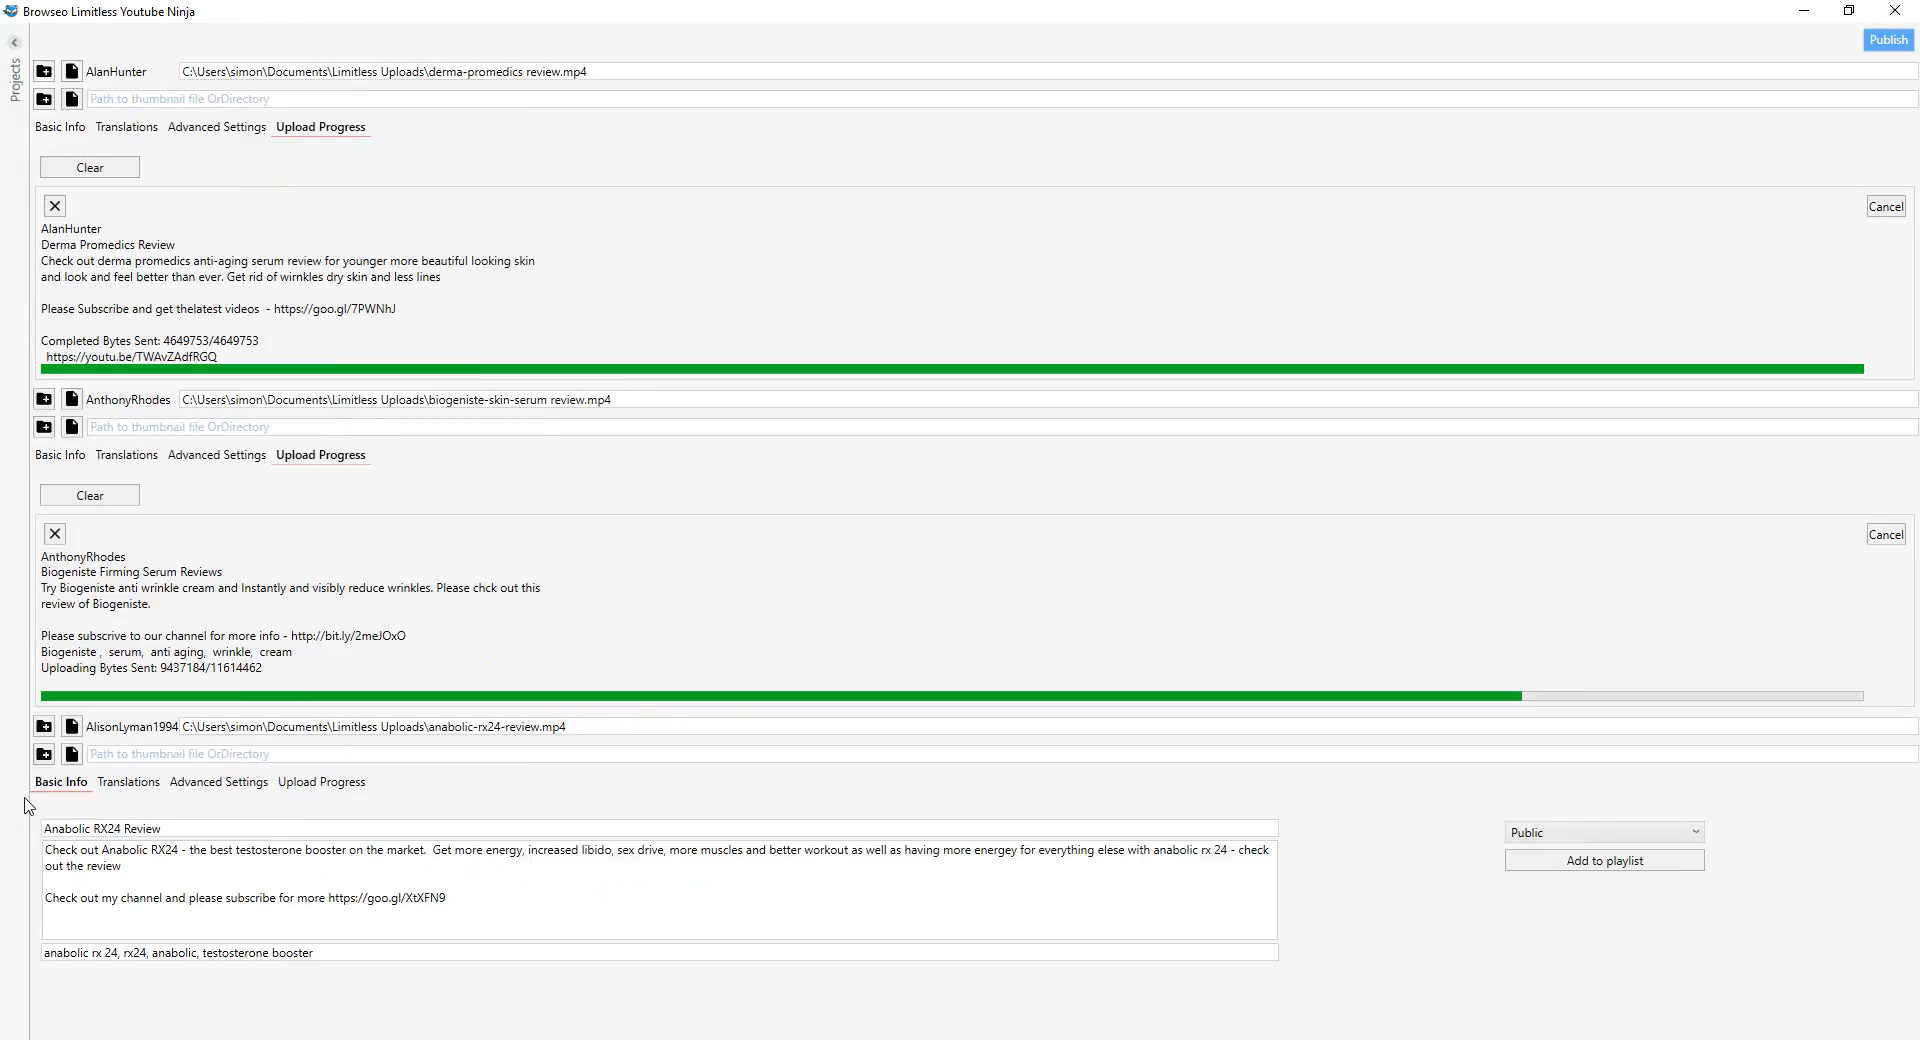 Browseo Limitless Youtube Ninja
Publish
Projects
AlanHunter C:\Users\simon\Documents\Limitless Uploads\derma-promedics review.mp4
Path to thumbnail file OrDirectory
Basic Info Translations Advanced Settings Upload Progress
Clear
Cancel
AlanHunter
Derma Promedics Review
Check out derma promedics anti-aging serum review for younger more beautiful looking skin
and look and feel better than ever. Get rid of wirnkles dry skin and less lines
Please Subscribe and get thelatest videos - https://goo.gl/7PWNhJ
Completed Bytes Sent: 4649753/4649753
https://youtu.be/TWAvZAdfRGQ
AnthonyRhodes C:\Users\simon\Documents\Limitless Uploads\biogeniste-skin-serum review.mp4
Path to thumbnail file OrDirectory
Basic Info Translations Advanced Settings Upload Progress
Clear
Cancel
AnthonyRhodes
Biogeniste Firming Serum Reviews
Try Biogeniste anti wrinkle cream and Instantly and visibly reduce wrinkles. Please chck out this
review of Biogeniste.
Please subscrive to our channel for more info - http://bit.ly/2meJOxO
Biogeniste , serum, anti aging, wrinkle, cream
Uploading Bytes Sent: 9437184/11614462
AlisonLyman1994 C:\Users\simon\Documents\Limitless Uploads\anabolic-rx24-review.mp4
Path to thumbnail file OrDirectory
Basic Info Translations Advanced Settings Upload Progress
Anabolic RX24 Review
Public
Check out Anabolic RX24 - the best testosterone booster on the market. Get more energy, increased libido, sex drive, more muscles and better workout as well as having more energey for everything elese with anabolic rx 24 - check
out the review
Add to playlist
Check out my channel and please subscribe for more https://goo.gl/XtXFN9
anabolic rx 24, rx24, anabolic, testosterone booster